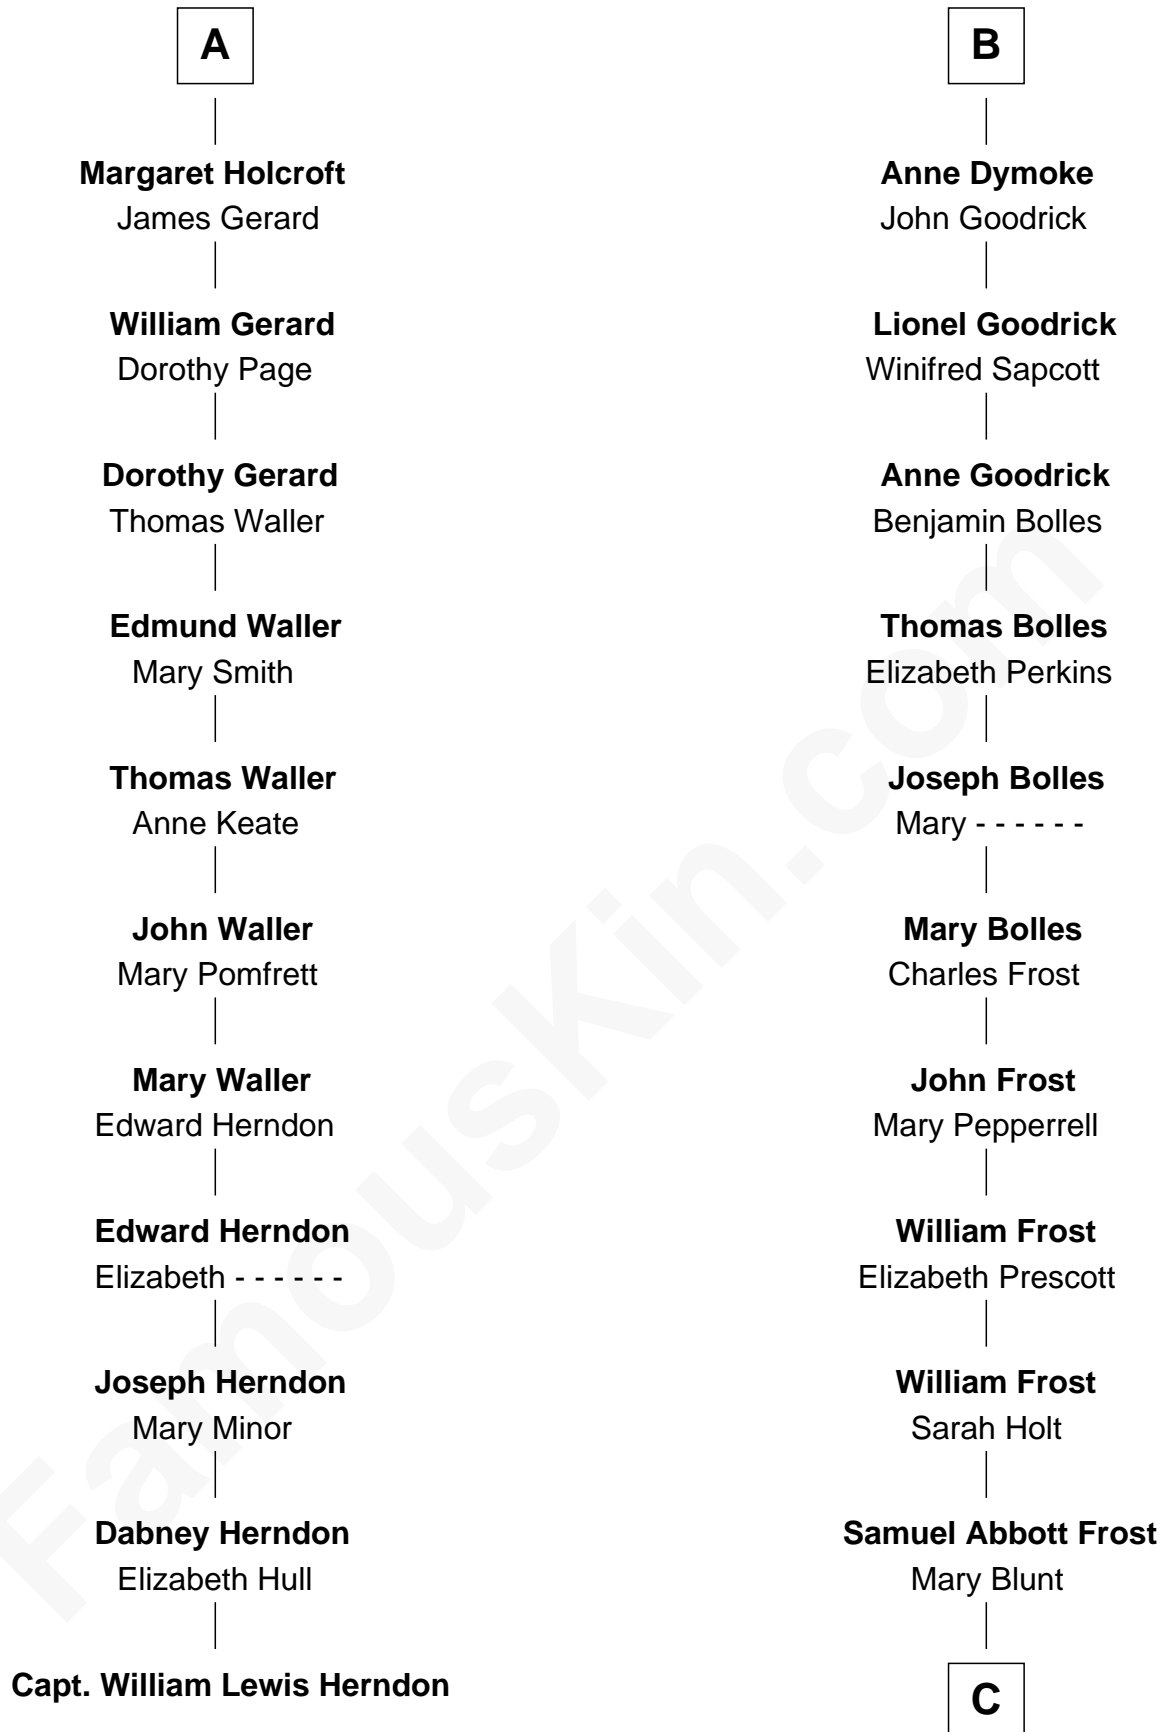 A
Margaret Holcroft
James Gerard
William Gerard
Dorothy Page
Dorothy Gerard
Thomas Waller
Edmund Waller
Mary Smith
Thomas Waller
Anne Keate
John Waller
Mary Pomfrett
Mary Waller
Edward Herndon
Edward Herndon
Elizabeth - - - - - -
Joseph Herndon
Mary Minor
Dabney Herndon
Elizabeth Hull
Capt. William Lewis Herndon
B
Anne Dymoke
John Goodrick
Lionel Goodrick
Winifred Sapcott
Anne Goodrick
Benjamin Bolles
Thomas Bolles
Elizabeth Perkins
Joseph Bolles
Mary - - - - - -
Mary Bolles
Charles Frost
John Frost
Mary Pepperrell
William Frost
Elizabeth Prescott
William Frost
Sarah Holt
Samuel Abbott Frost
Mary Blunt
C
FamousKin.com